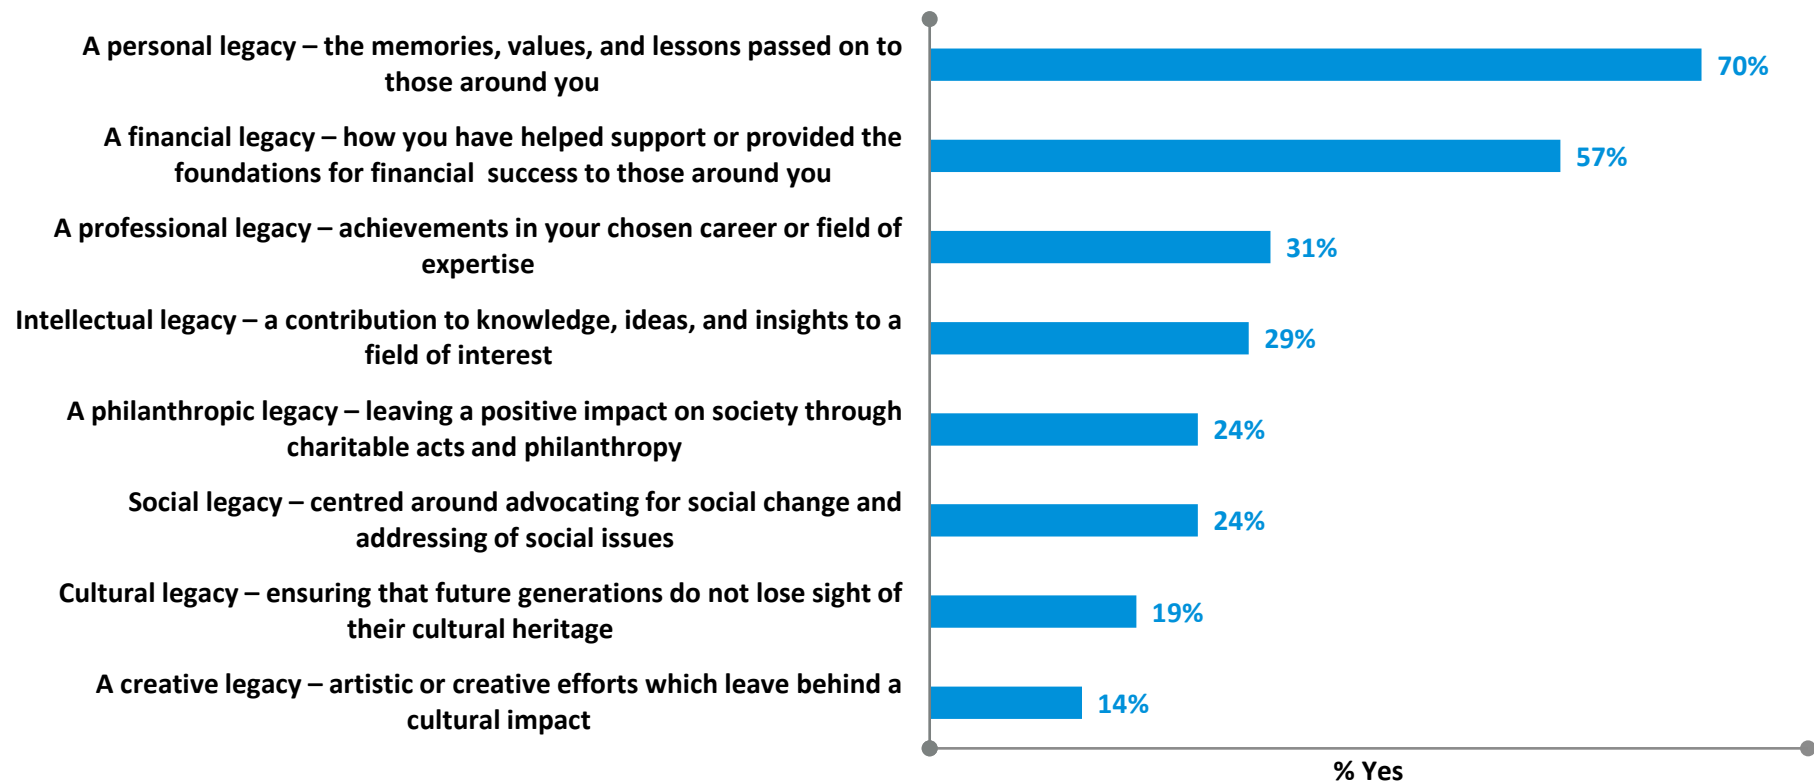 A personal legacy – the memories, values, and lessons passed on to
those around you
70%
A financial legacy – how you have helped support or provided the
foundations for financial  success to those around you
57%
A professional legacy – achievements in your chosen career or field of
expertise
31%
Intellectual legacy – a contribution to knowledge, ideas, and insights to a
field of interest
29%
A philanthropic legacy – leaving a positive impact on society through
charitable acts and philanthropy
24%
Social legacy – centred around advocating for social change and
addressing of social issues
24%
Cultural legacy – ensuring that future generations do not lose sight of
their cultural heritage
19%
A creative legacy – artistic or creative efforts which leave behind a
cultural impact
14%
% Yes